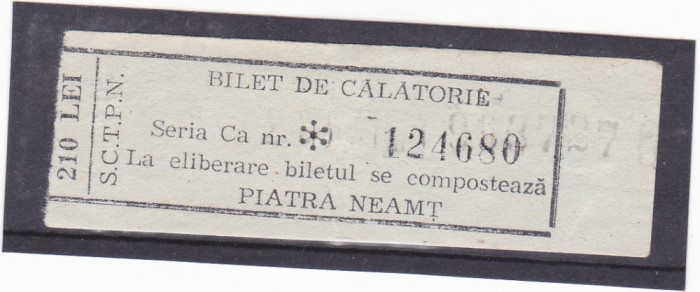 210 LEI
S.C.T.P.N.
BILET DE CĂLĂTORIE
Seria Ca nr. * 124680
La eliberare biletul se compostează
PIATRA NEAMȚ